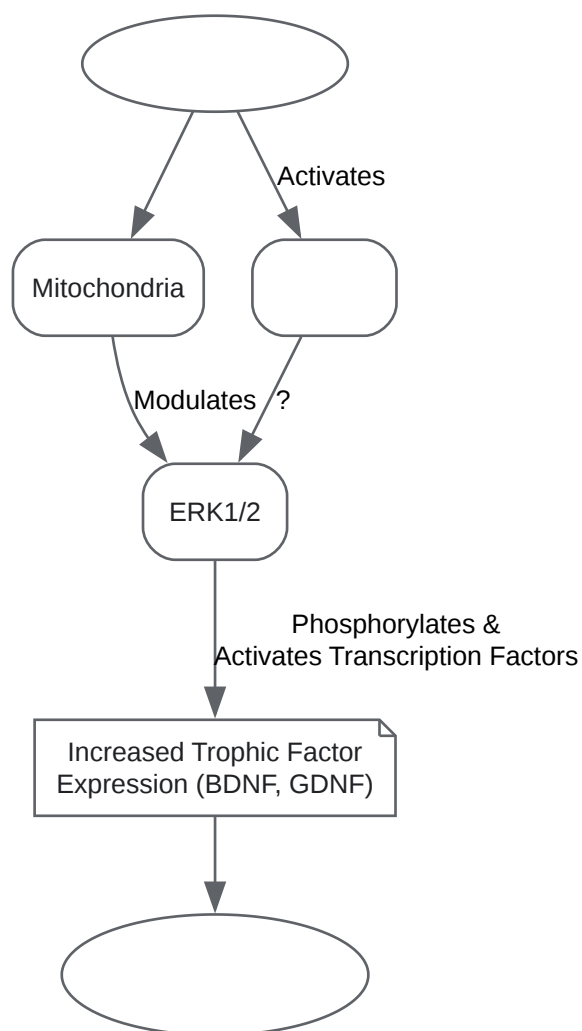 Activates
Mitochondria
Modulates
?
ERK1/2
Phosphorylates &
Activates Transcription Factors
Increased Trophic Factor
Expression (BDNF, GDNF)